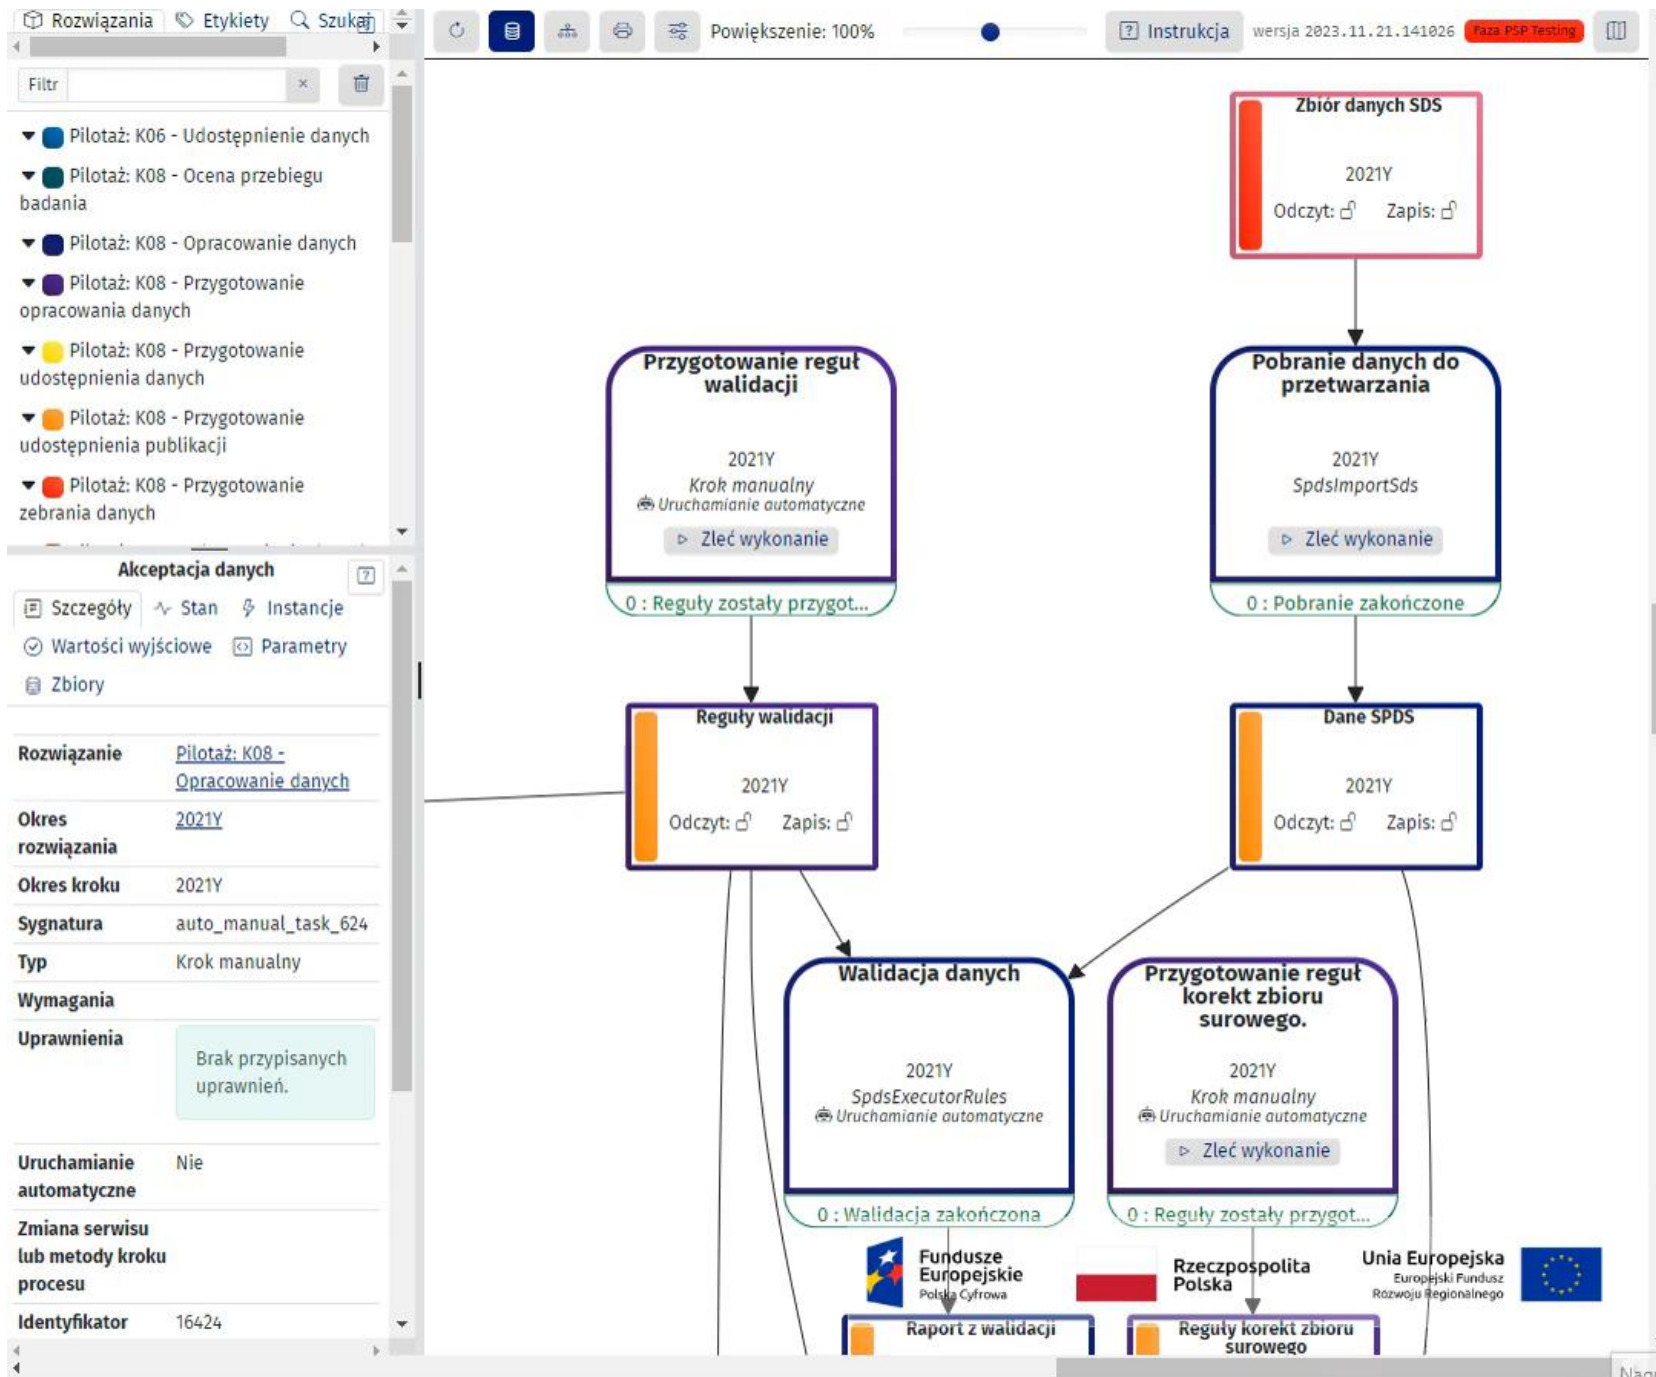 Rozwiązania Etykiety Szukaj
Powiększenie: 100%
Instrukcja
wersja 2023.11.21.141026
Faza PSP Testing
Filtr
Pilotaż: K06 - Udostępnienie danych
Pilotaż: K08 - Ocena przebiegu
badania
Pilotaż: K08 - Opracowanie danych
Pilotaż: K08 - Przygotowanie
opracowania danych
Pilotaż: K08 - Przygotowanie
udostępnienia danych
Pilotaż: K08 - Przygotowanie
udostępnienia publikacji
Pilotaż: K08 - Przygotowanie
zebrania danych
Akceptacja danych
Szczegóły Stan Instancje
Wartości wyjściowe Parametry
Zbiory
Rozwiązanie Pilotaż: K08 -
Opracowanie danych
Okres
rozwiązania
2021Y
Okres kroku 2021Y
Sygnatura auto_manual_task_624
Typ Krok manualny
Wymagania
Uprawnienia
Brak przypisanych
uprawnień.
Uruchamianie
automatyczne
Nie
Zmiana serwisu
lub metody kroku
procesu
Identyfikator 16424
Zbiór danych SDS
2021Y
Odczyt: Zapis:
Przygotowanie reguł
walidacji
2021Y
Krok manualny
Uruchamianie automatyczne
Zleć wykonanie
0 : Reguły zostały przygot...
Pobranie danych do
przetwarzania
2021Y
SpdsImportSds
Zleć wykonanie
0 : Pobranie zakończone
Reguły walidacji
2021Y
Odczyt: Zapis:
Dane SPDS
2021Y
Odczyt: Zapis:
Walidacja danych
2021Y
SpdsExecutorRules
Uruchamianie automatyczne
0 : Walidacja zakończona
Przygotowanie reguł
korekt zbioru
surowego.
2021Y
Krok manualny
Uruchamianie automatyczne
Zleć wykonanie
0 : Reguły zostały przygot...
Fundusze
Europejskie
Polska Cyfrowa
Rzeczpospolita
Polska
Unia Europejska
Europejski Fundusz
Rozwoju Regionalnego
Raport z walidacji
Reguły korekt zbioru
surowego